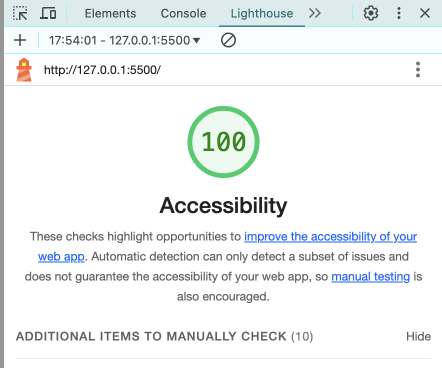 Elements Console Lighthouse
17:54:01 - 127.0.0.1:5500
http://127.0.0.1:5500/
100
Accessibility
These checks highlight opportunities to improve the accessibility of your
web app. Automatic detection can only detect a subset of issues and
does not guarantee the accessibility of your web app, so manual testing is
also encouraged.
ADDITIONAL ITEMS TO MANUALLY CHECK (10) Hide